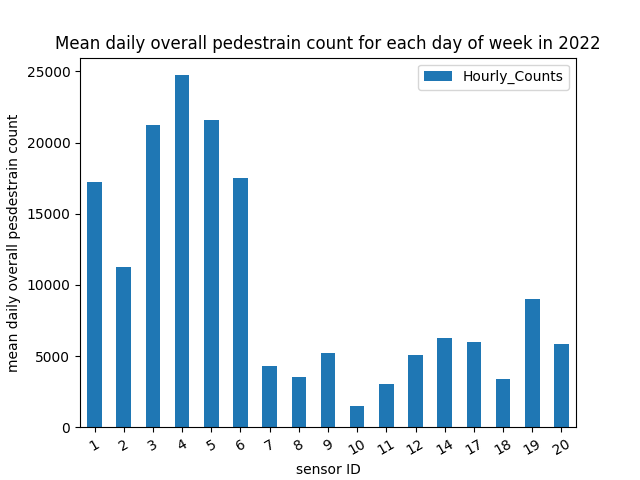 Mean daily overall pedestrain count for each day of week in 2022
Hourly_Counts
mean daily overall pesdestrain count
25000
20000
15000
10000
5000
0
1 2 3 4 5 6 7 8 9 10 11 12 14 17 18 19 20
sensor ID